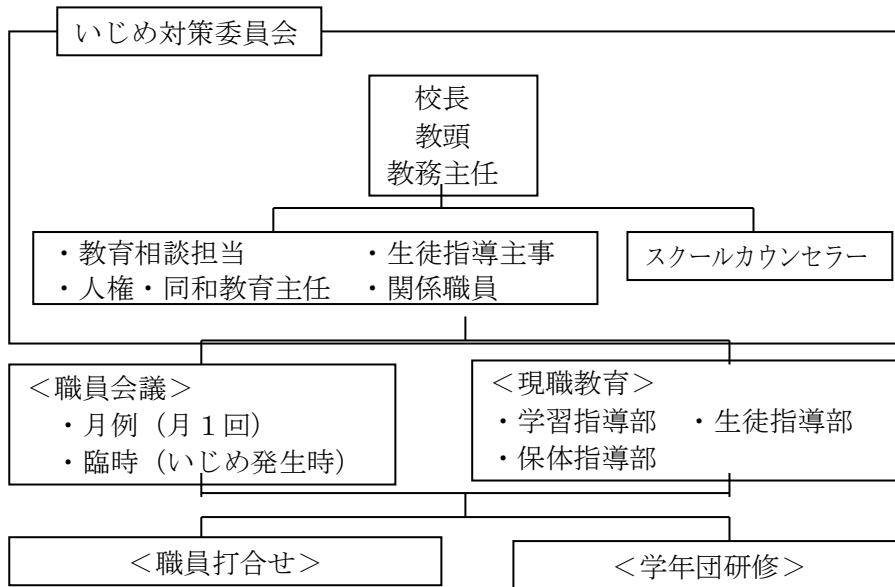 いじめ対策委員会
校長
教頭
教務主任
・教育相談担当 ・生徒指導主事
・人権・同和教育主任 ・関係職員
スクールカウンセラー
＜職員会議＞
・月例（月１回）
・臨時（いじめ発生時）
＜現職教育＞
・学習指導部 ・生徒指導部
・保体指導部
＜職員打合せ＞
＜学年団研修＞